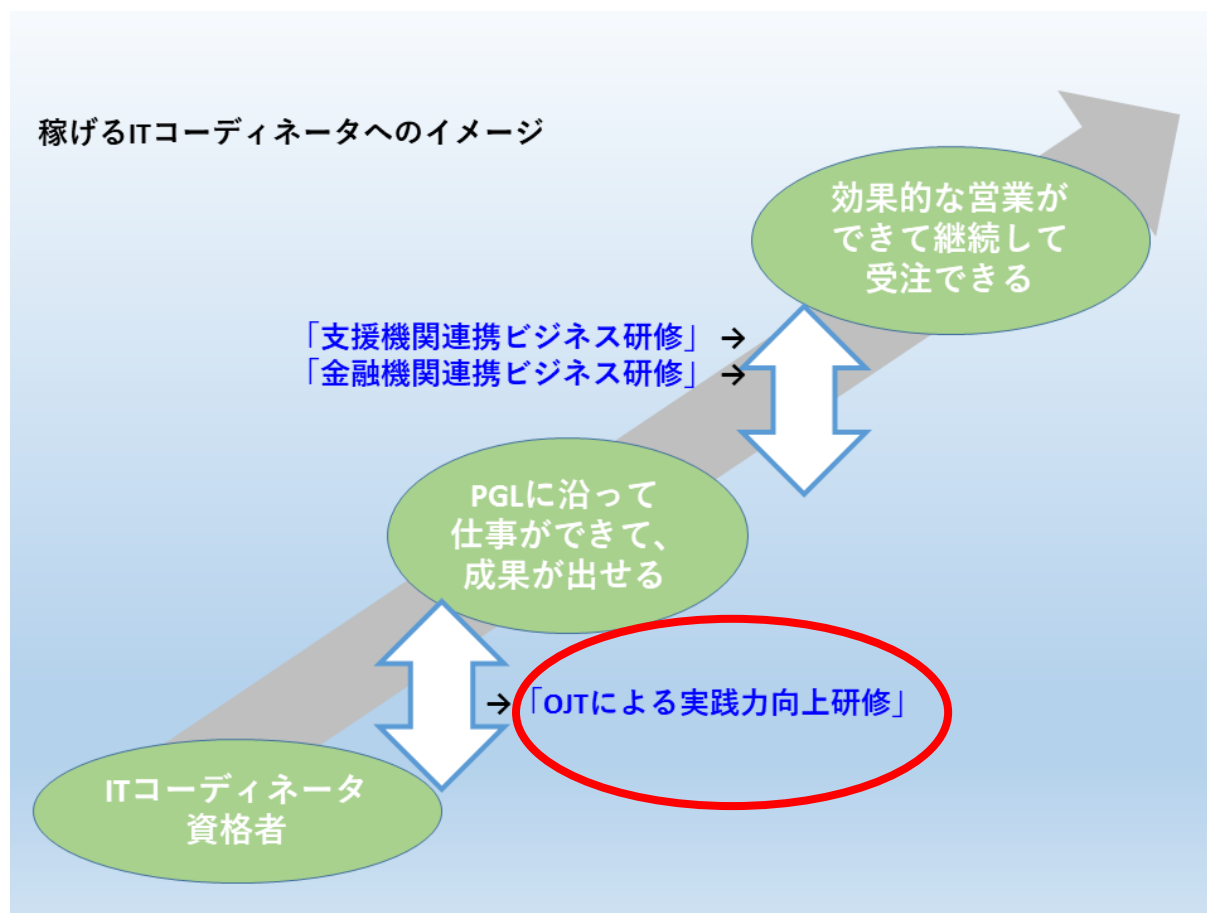 稼げるITコーディネータへのイメージ
効果的な営業が
できて継続して
受注できる
「支援機関連携ビジネス研修」→
「金融機関連携ビジネス研修」→
PGLに沿って
仕事ができて、
成果が出せる
→「OJTによる実践力向上研修」
ITコーディネータ
資格者